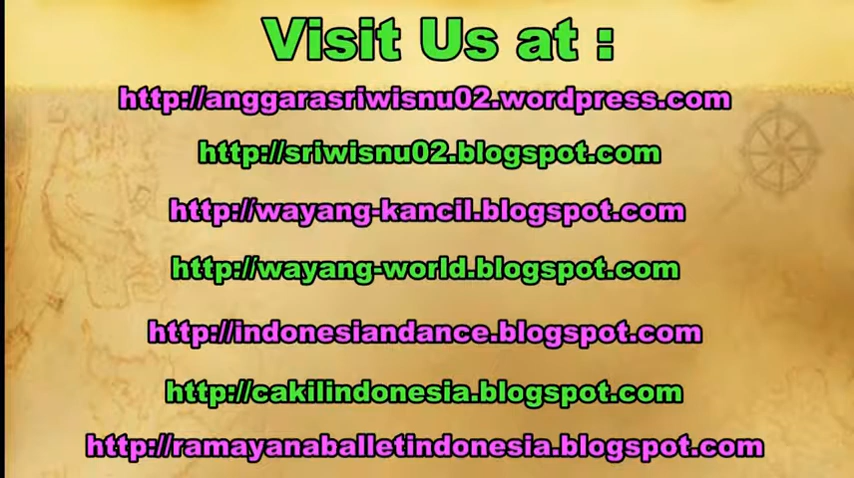 Visit Us at :
http://anggarasriwisnu02.wordpress.com
http://sriwisnu02.blogspot.com
http://wayang-kancil.blogspot.com
http://wayang-world.blogspot.com
http://indonesiandance.blogspot.com
http://cakilindonesia.blogspot.com
http://ramayanaballetindonesia.blogspot.com